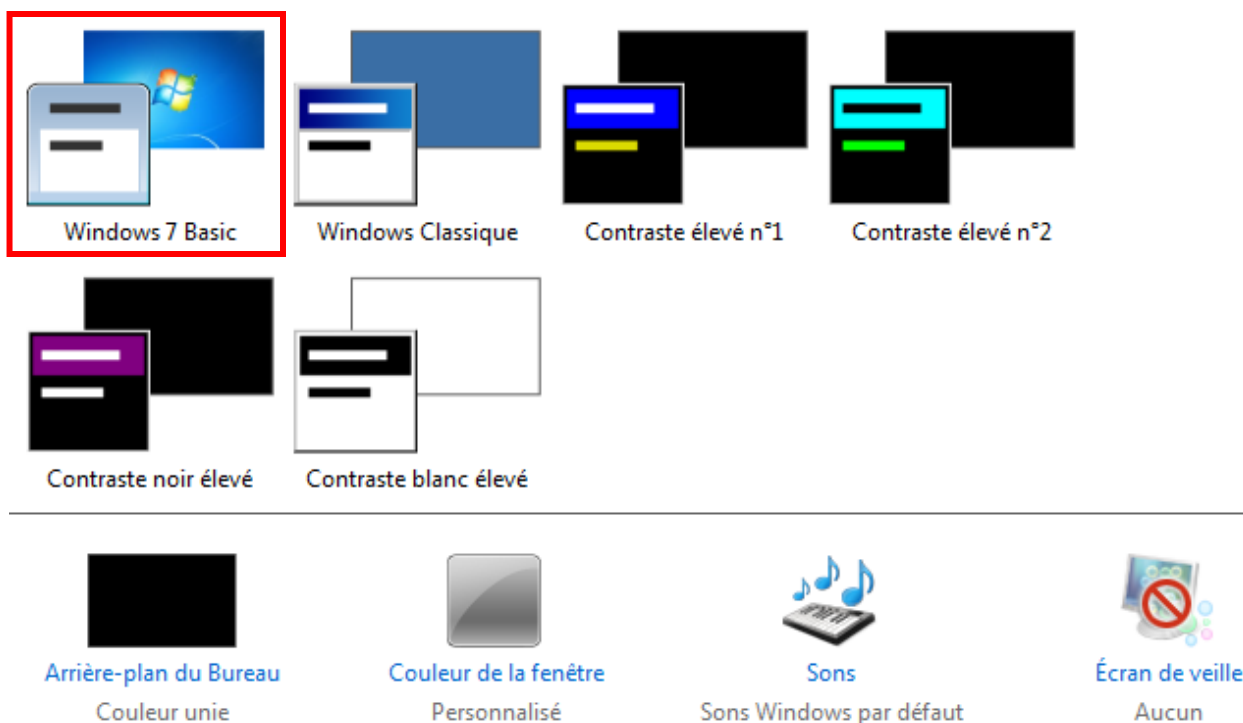 Windows 7 Basic
Windows Classique
Contraste élevé n°1
Contraste élevé n°2
Contraste noir élevé
Contraste blanc élevé
Arrière-plan du Bureau
Couleur unie
Couleur de la fenêtre
Personnalisé
Sons
Sons Windows par défaut
Écran de veille
Aucun